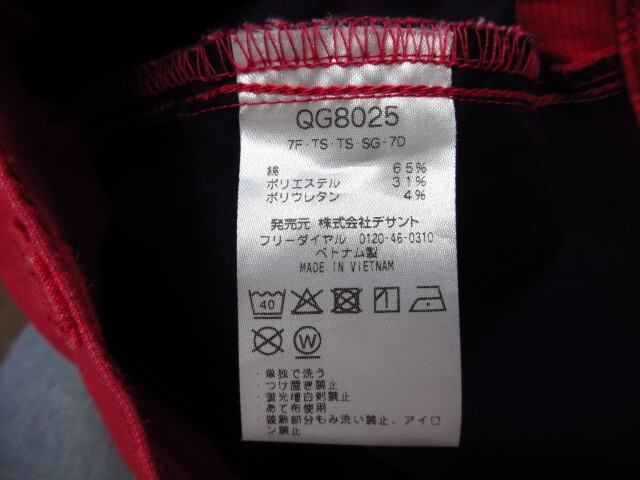 QG8025
7F-TS・TS・SG-7D
綿 65%
ポリエステル 31%
ポリウレタン 4%
発売元 株式会社デサント
フリーダイヤル 0120-46-0310
ベトナム製
MADE IN VIETNAM
40
W
・単独で洗う
・つけ置き禁止
・蛍光増白剤禁止
・あて布使用
・装飾部分もみ洗い禁止、アイロ
ン禁止